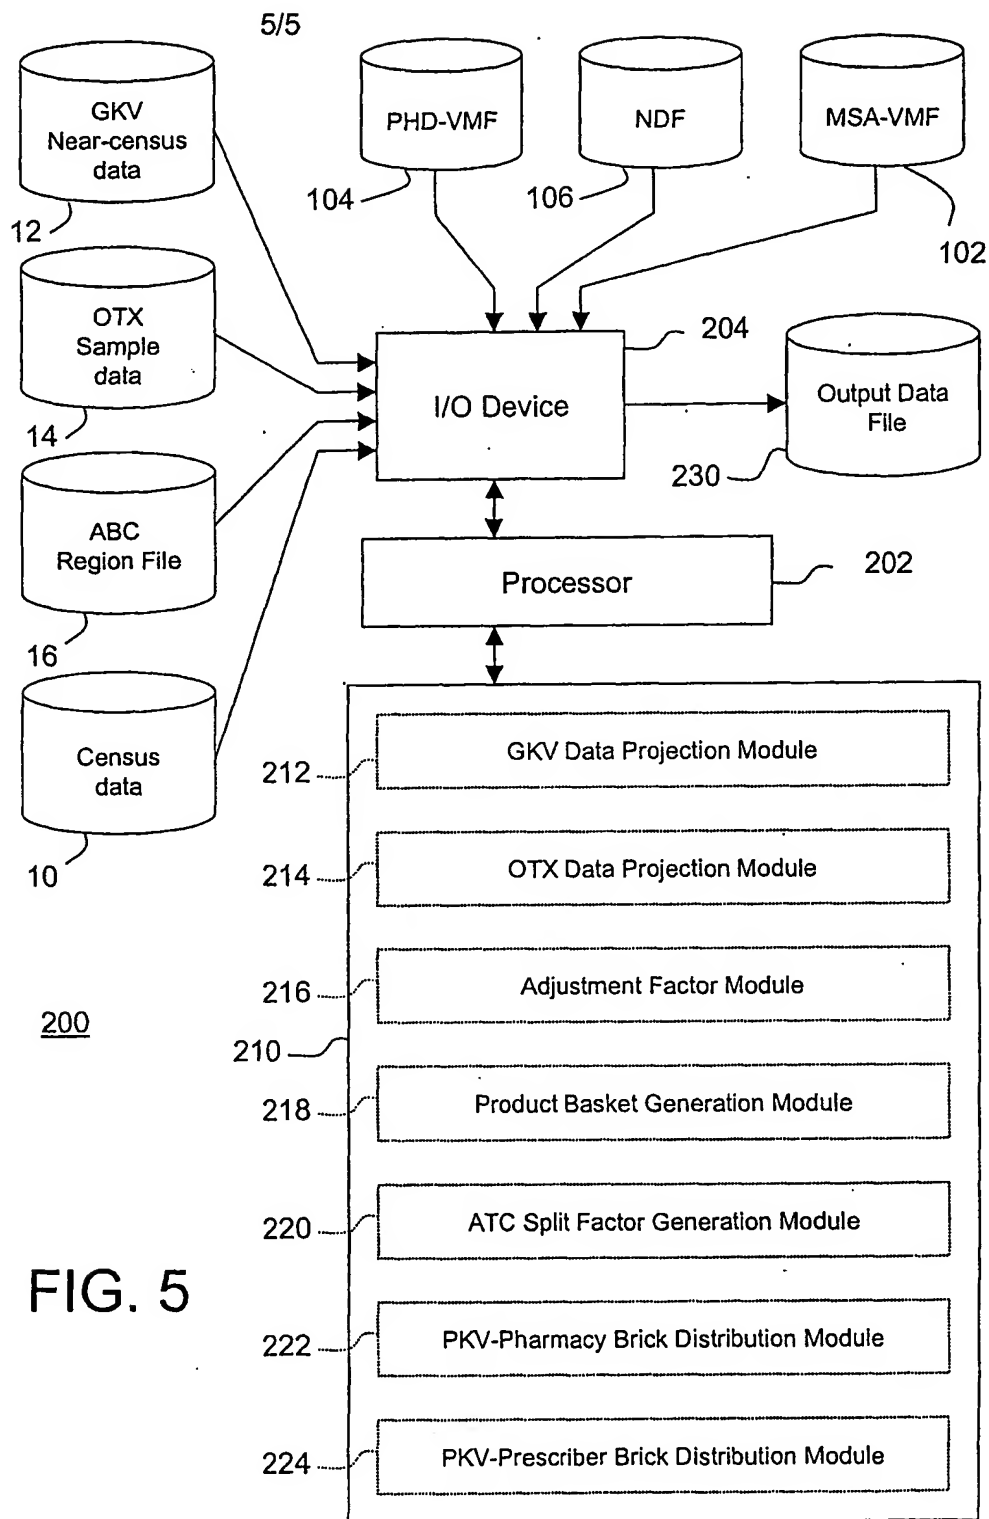 5/5
GKV
Near-census
data
12
PHD-VMF
104
NDF
106
MSA-VMF
102
OTX
Sample
data
14
I/O Device
204
Output Data
File
230
ABC
Region File
16
Processor
202
Census
data
10
212
GKV Data Projection Module
214
OTX Data Projection Module
216
Adjustment Factor Module
200
210
218
Product Basket Generation Module
220
ATC Split Factor Generation Module
FIG. 5
222
PKV-Pharmacy Brick Distribution Module
224
PKV-Prescriber Brick Distribution Module